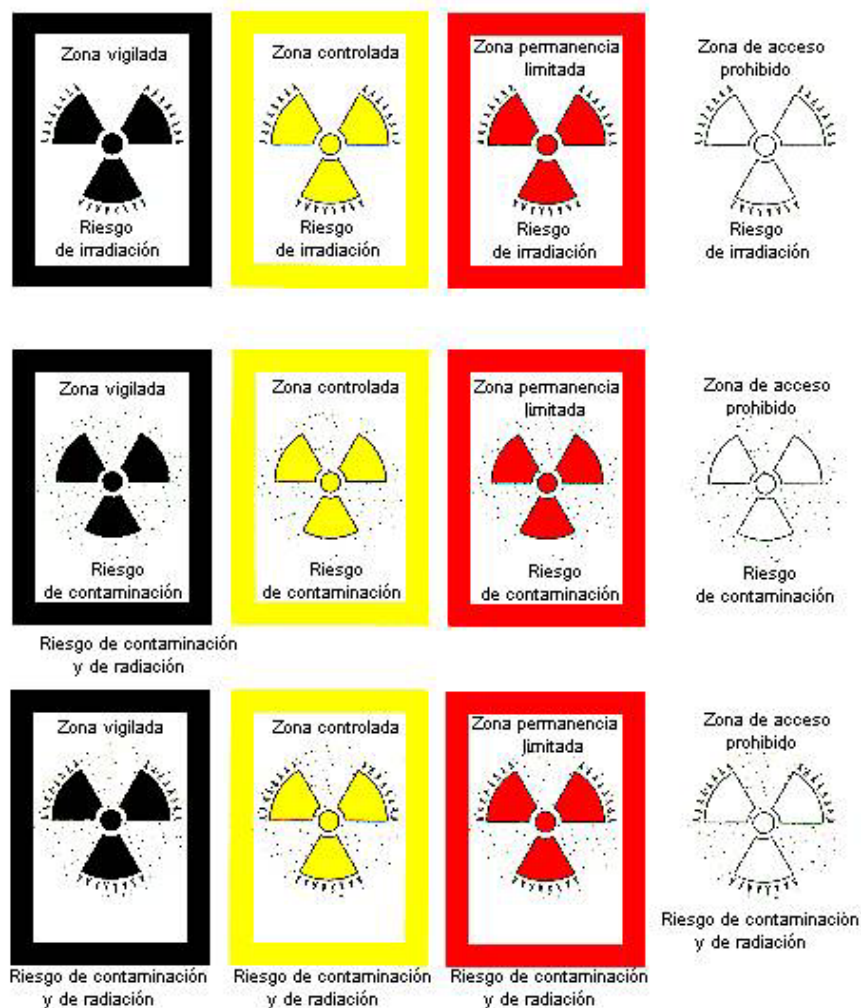 Zona vigilada
Riesgo
de irradiación
Zona controlada
Riesgo
de irradiación
Zona permanencia
limitada
Riesgo
de irradiación
Zona de acceso
prohibido
Riesgo
de irradiación
Zona vigilada
Riesgo
de contaminación
Zona controlada
Riesgo
de contaminación
Zona permanencia
limitada
Riesgo
de contaminación
Zona de acceso
prohibido
Riesgo
de contaminación
Riesgo de contaminación
y de radiación
Zona vigilada
Riesgo de contaminación
y de radiación
Zona controlada
Riesgo de contaminación
y de radiación
Zona permanencia
limitada
Riesgo de contaminación
y de radiación
Zona de acceso
prohibido
Riesgo de contaminación
y de radiación